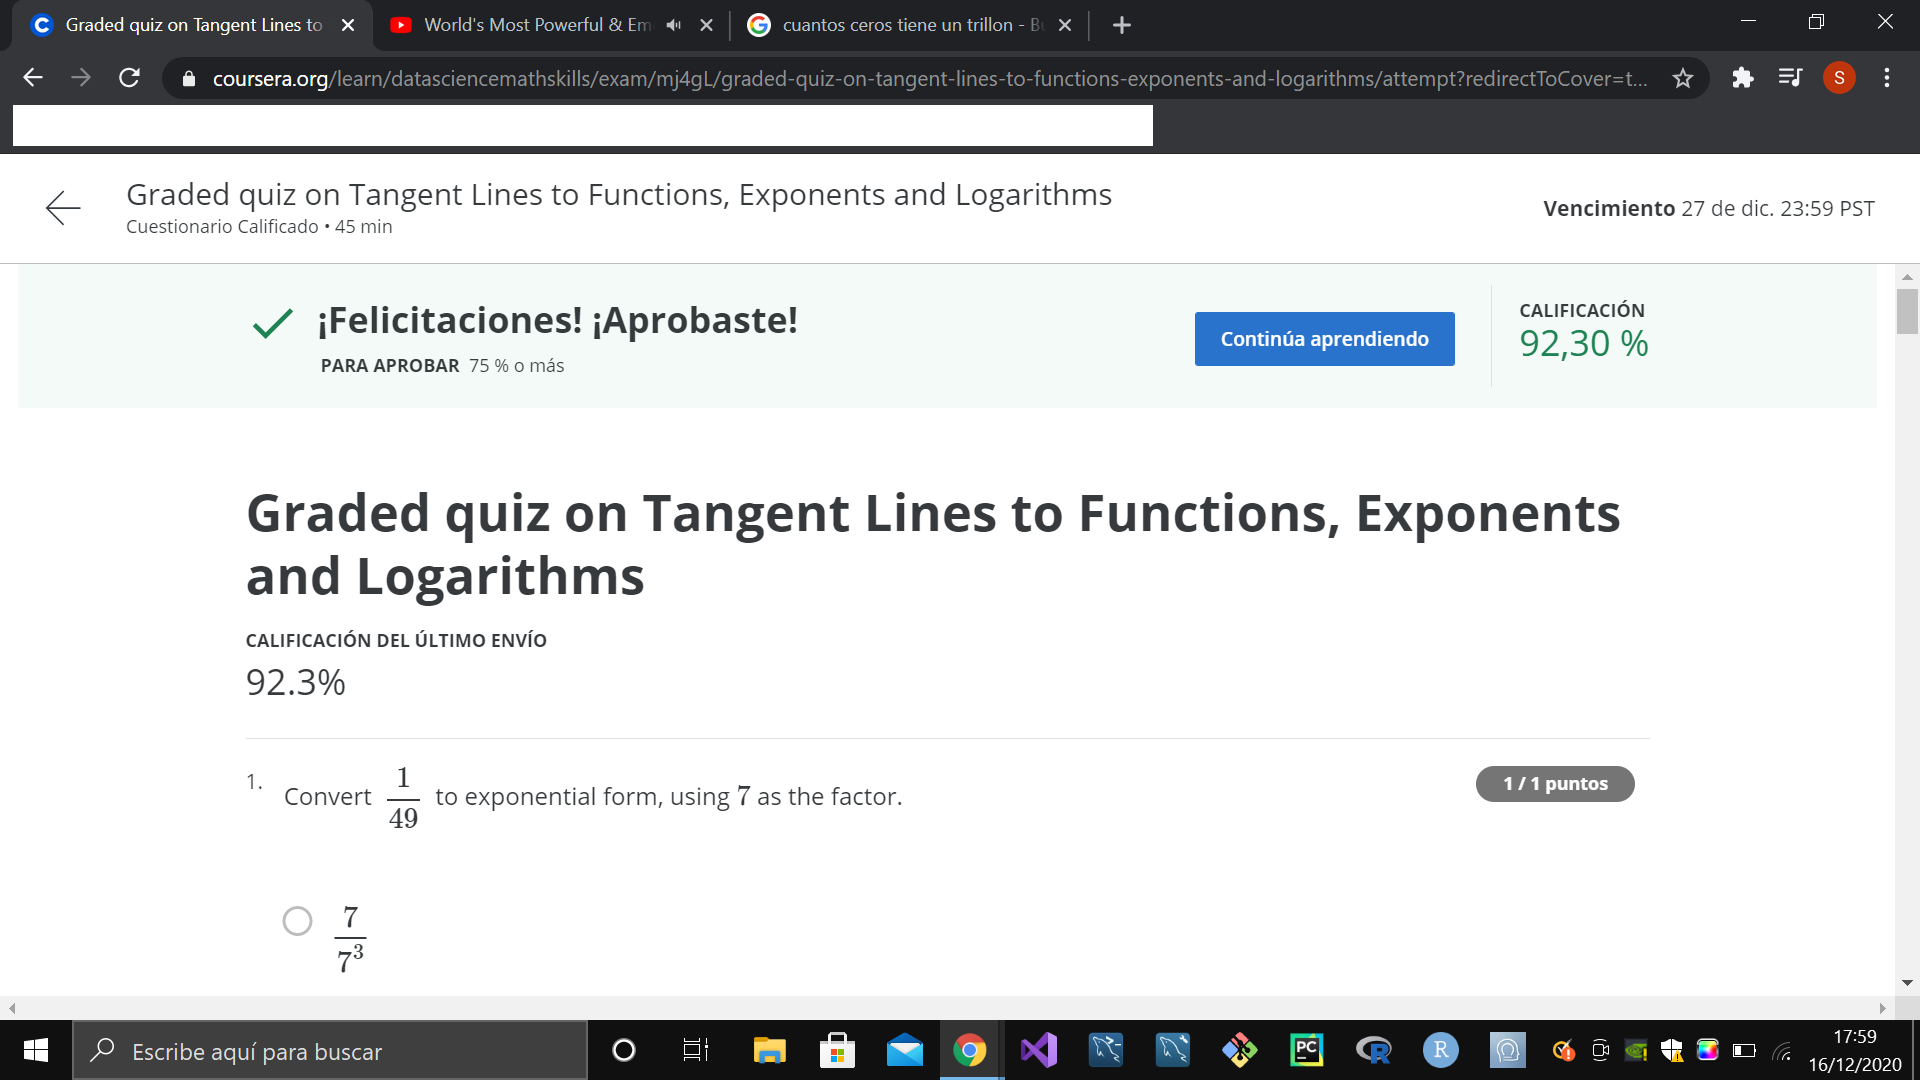 Graded quiz on Tangent Lines to
World's Most Powerful & Em
cuantos ceros tiene un trillon - B
coursera.org/learn/datasciencemathskills/exam/mj4gL/graded-quiz-on-tangent-lines-to-functions-exponents-and-logarithms/attempt?redirectToCover=t...
S
Graded quiz on Tangent Lines to Functions, Exponents and Logarithms
Cuestionario Calificado • 45 min
Vencimiento 27 de dic. 23:59 PST
¡Felicitaciones! ¡Aprobaste!
PARA APROBAR 75 % o más
Continúa aprendiendo
CALIFICACIÓN
92,30 %
Graded quiz on Tangent Lines to Functions, Exponents
and Logarithms
CALIFICACIÓN DEL ÚLTIMO ENVÍO
92.3%
1. Convert 1/49 to exponential form, using 7 as the factor.
1 / 1 puntos
7/7³
Escribe aquí para buscar
PC
R
R
17:59
16/12/2020